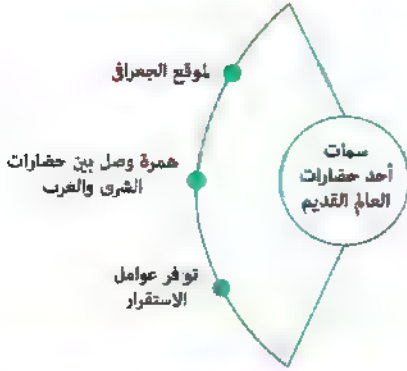 لموقع الجغرافي
همزة وصل بين حضارات
الشرق والغرب
توفر عوامل
الاستقرار
سمات
أحد حضارات
العالم القديم